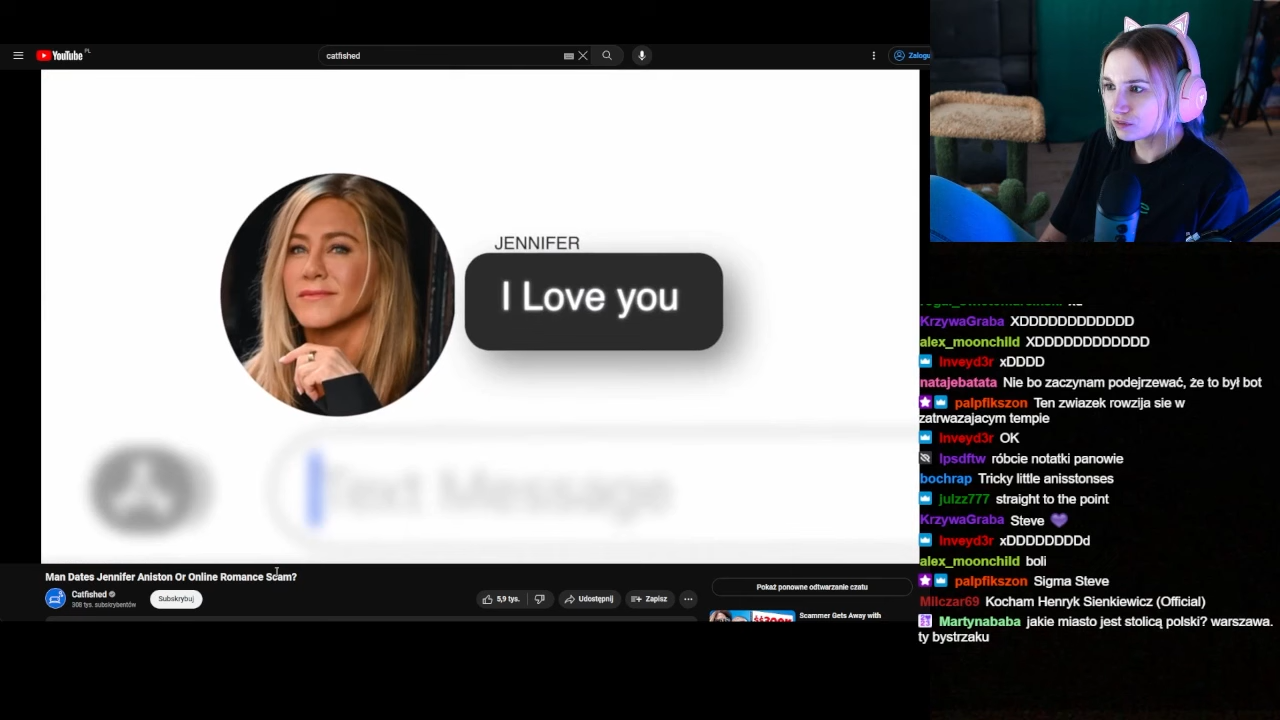 YouTube PL
catfished
Zalogu
JENNIFER
I Love you
Text Message
Man Dates Jennifer Aniston Or Online Romance Scam?
Catfished
308 tys. subskrybentów
Subskrybuj
5,9 tys.
Udostępnij
Zapisz
Pokaż ponowne odtwarzanie czatu
Scammer Gets Away with
KrzywaGraba XDDDDDDDDDDDD
alex_moonchild XDDDDDDDDDDDD
Inveyd3r xDDDD
natajebatata Nie bo zaczynam podejrzewać, że to był bot
palpfikszon Ten zwiazek rowzija sie w
zatrwazajacym tempie
Inveyd3r OK
lpsdftw róbcie notatki panowie
bochrap Tricky little anisstonses
julzz777 straight to the point
KrzywaGraba Steve
Inveyd3r xDDDDDDDd
alex_moonchild boli
palpfikszon Sigma Steve
Milczar69 Kocham Henryk Sienkiewicz (Official)
Martynababa jakie miasto jest stolicą polski? warszawa.
ty bystrzaku